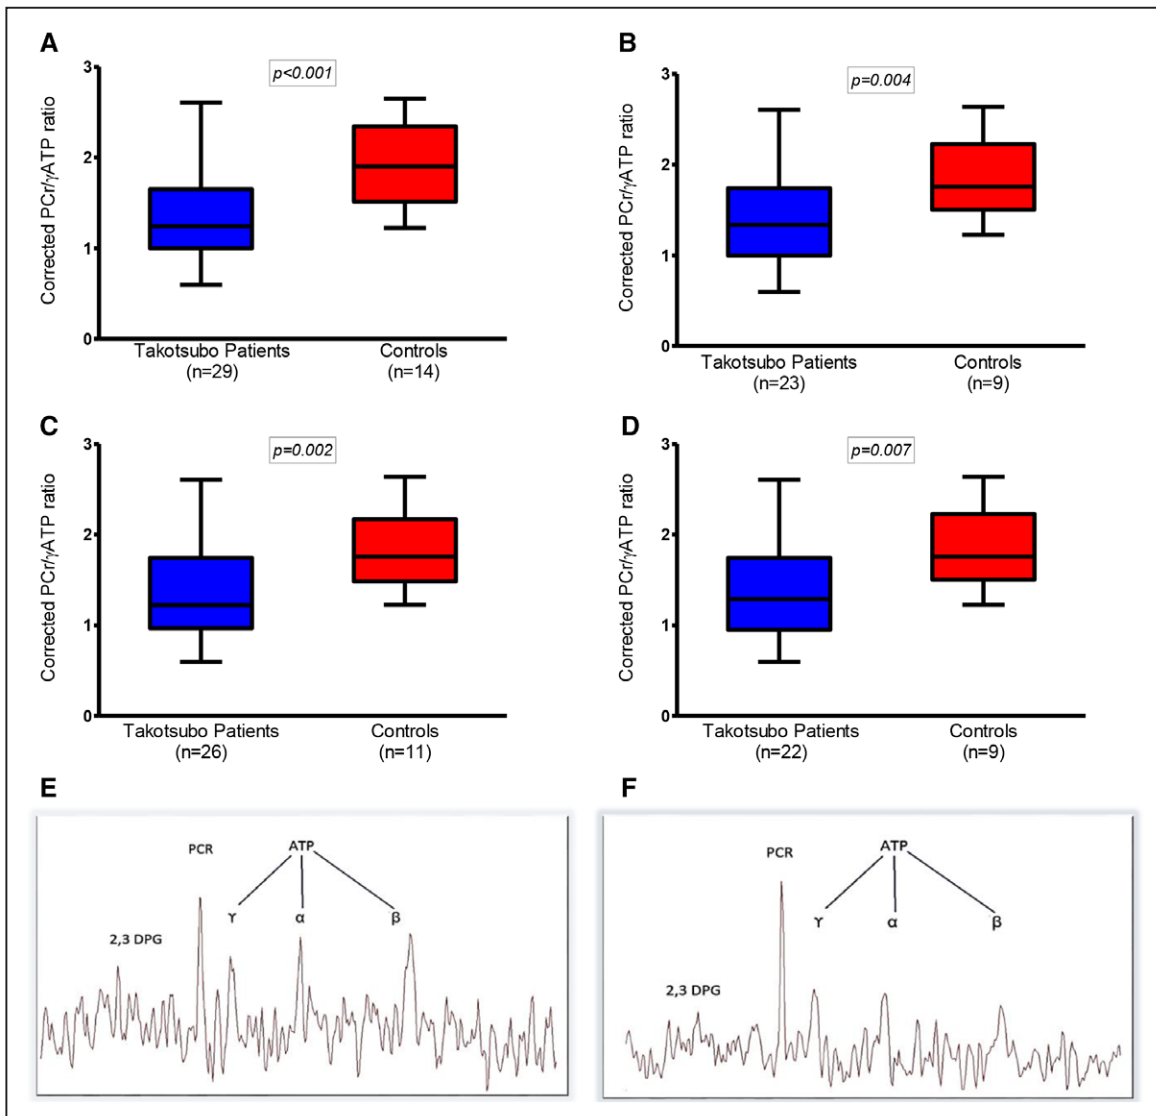 A
p<0.001
Corrected PCr/γATP ratio
3
2
1
0
Takotsubo Patients
(n=29)
Controls
(n=14)
B
p=0.004
Corrected PCr/γATP ratio
3
2
1
0
Takotsubo Patients
(n=23)
Controls
(n=9)
C
p=0.002
Corrected PCr/γATP ratio
3
2
1
0
Takotsubo Patients
(n=26)
Controls
(n=11)
D
p=0.007
Corrected PCr/γATP ratio
3
2
1
0
Takotsubo Patients
(n=22)
Controls
(n=9)
E
PCR
ATP
γ
α
β
2,3 DPG
F
PCR
ATP
γ
α
β
2,3 DPG